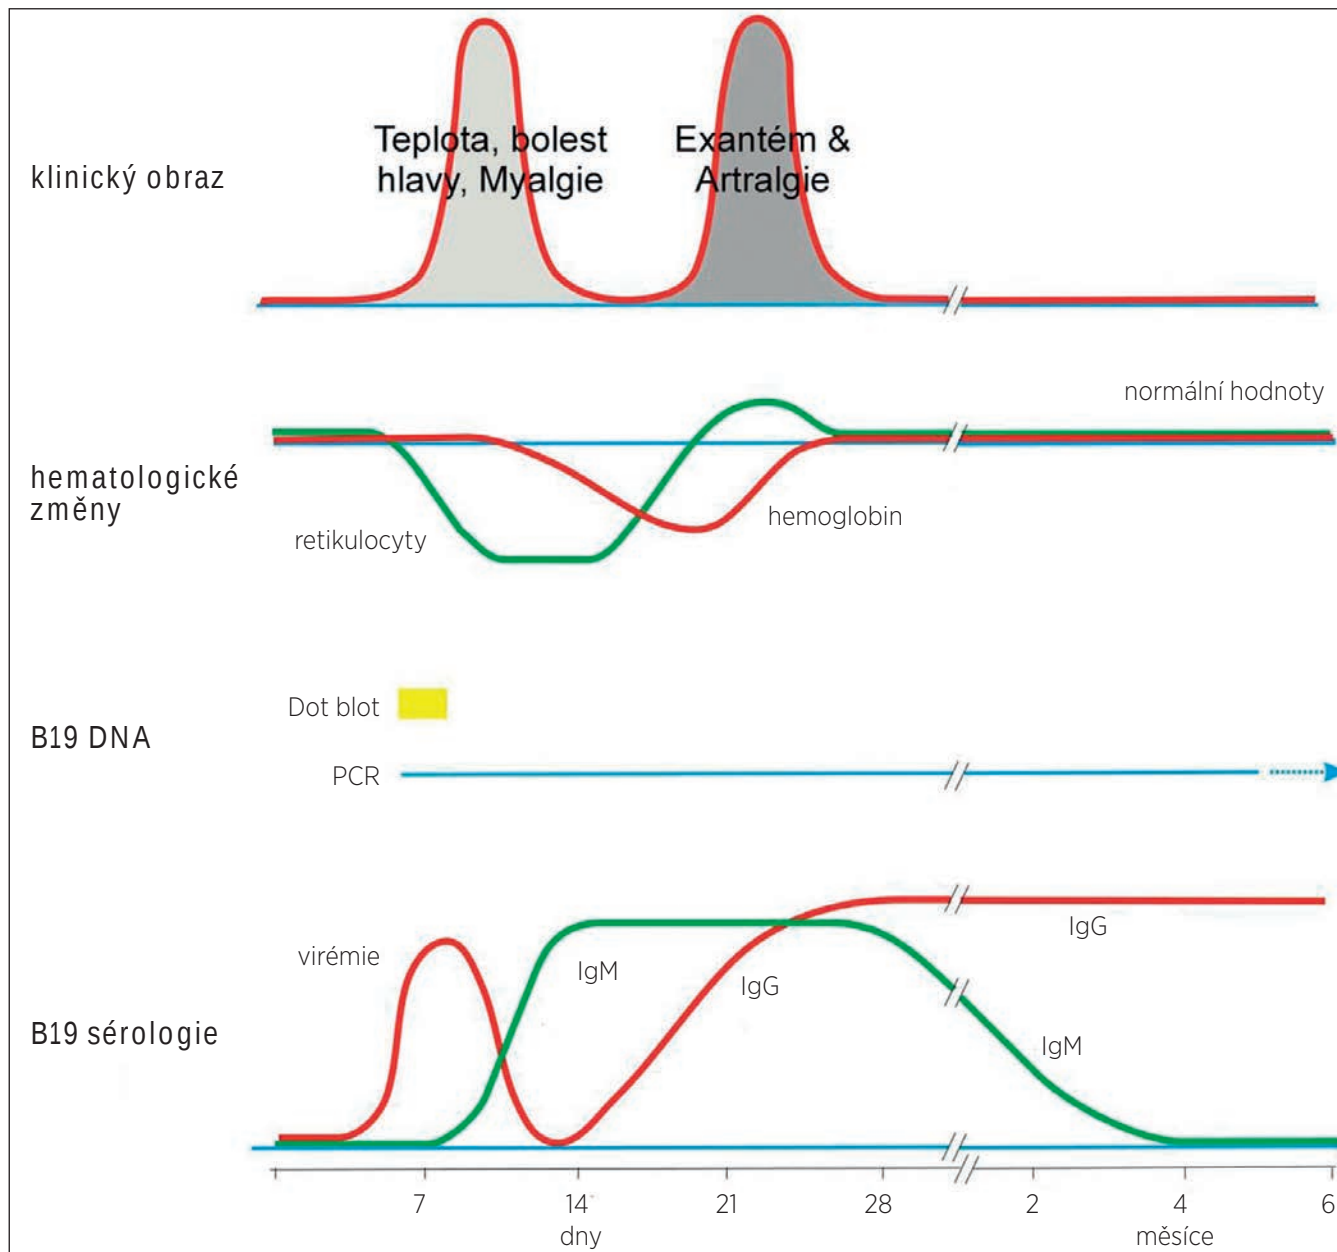 Teplota, bolest
hlavy, Myalgie
Exantém &
Artralgie
klinický obraz
normální hodnoty
hematologické
změny
retikulocyty
hemoglobin
Dot blot
B19 DNA
PCR
virémie
IgM
IgG
IgG
B19 sérologie
IgM
7
14
21
28
2
4
6
dny
měsíce